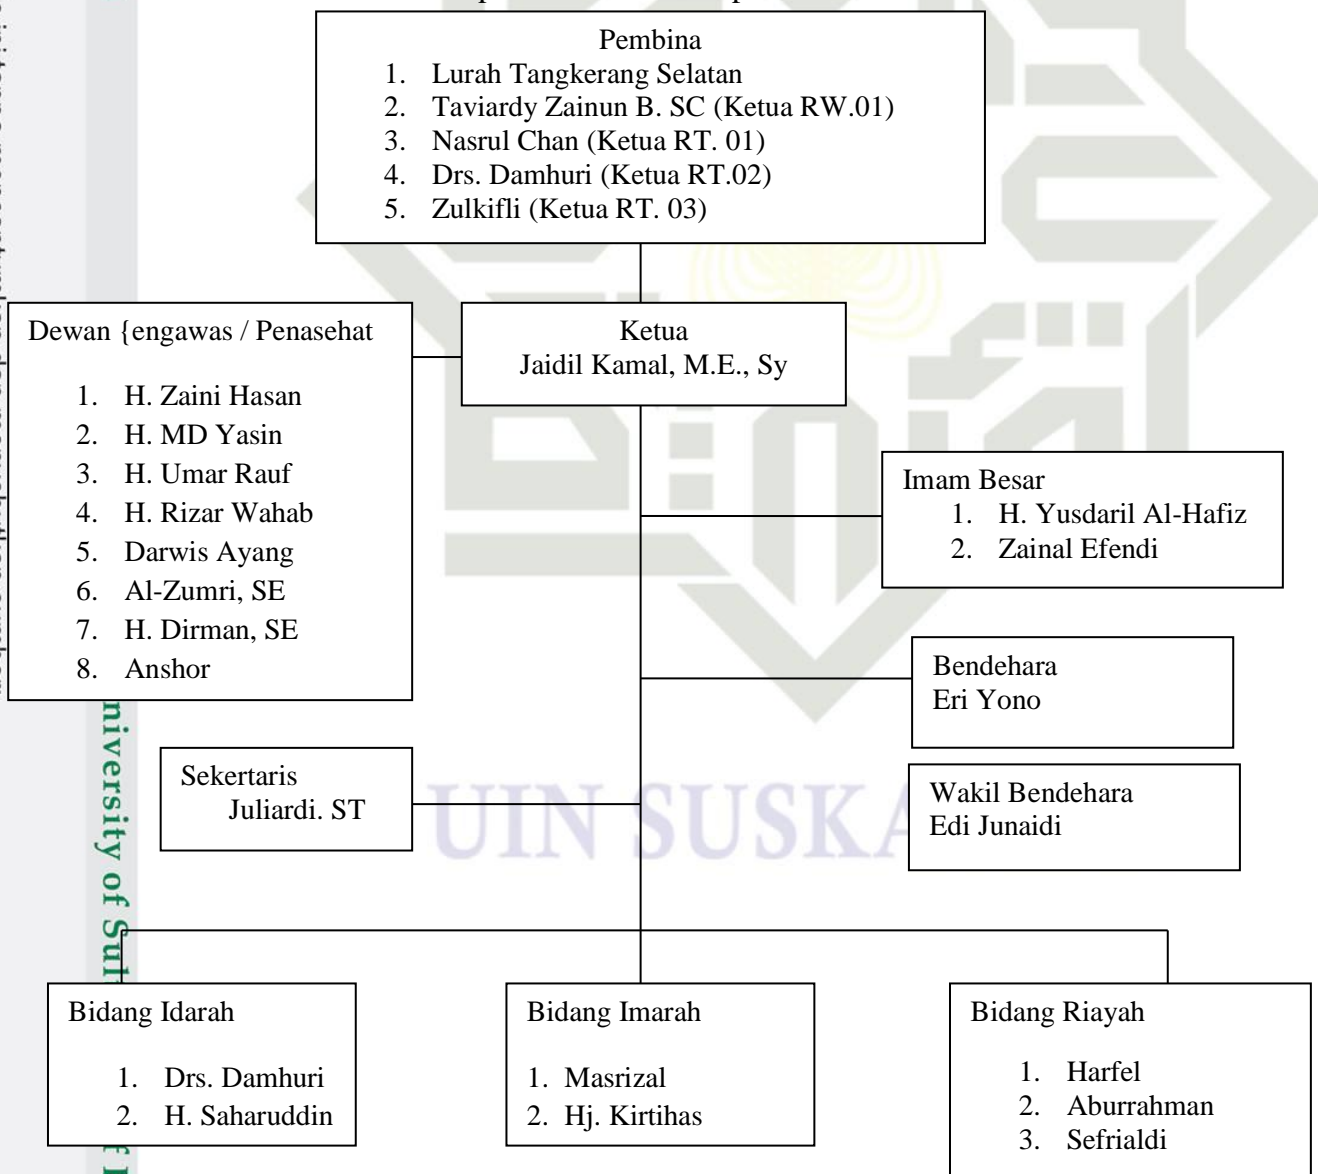 Pembina
1. Lurah Tangkerang Selatan
2. Taviardy Zainun B. SC (Ketua RW.01)
3. Nasrul Chan (Ketua RT. 01)
4. Drs. Damhuri (Ketua RT.02)
5. Zulkifli (Ketua RT. 03)
Dewan {engawas / Penasehat
1. H. Zaini Hasan
2. H. MD Yasin
3. H. Umar Rauf
4. H. Rizar Wahab
5. Darwis Ayang
6. Al-Zumri, SE
7. H. Dirman, SE
8. Anshor
Ketua
Jaidil Kamal, M.E., Sy
Imam Besar
1. H. Yusdaril Al-Hafiz
2. Zainal Efendi
Bendehara
Eri Yono
Sekertaris
Juliardi. ST
Wakil Bendehara
Edi Junaidi
UIN SUSKA
Bidang Idarah
1. Drs. Damhuri
2. H. Saharuddin
Bidang Imarah
1. Masrizal
2. Hj. Kirtihas
Bidang Riayah
1. Harfel
2. Aburrahman
3. Sefrialdi
niversity of Sul